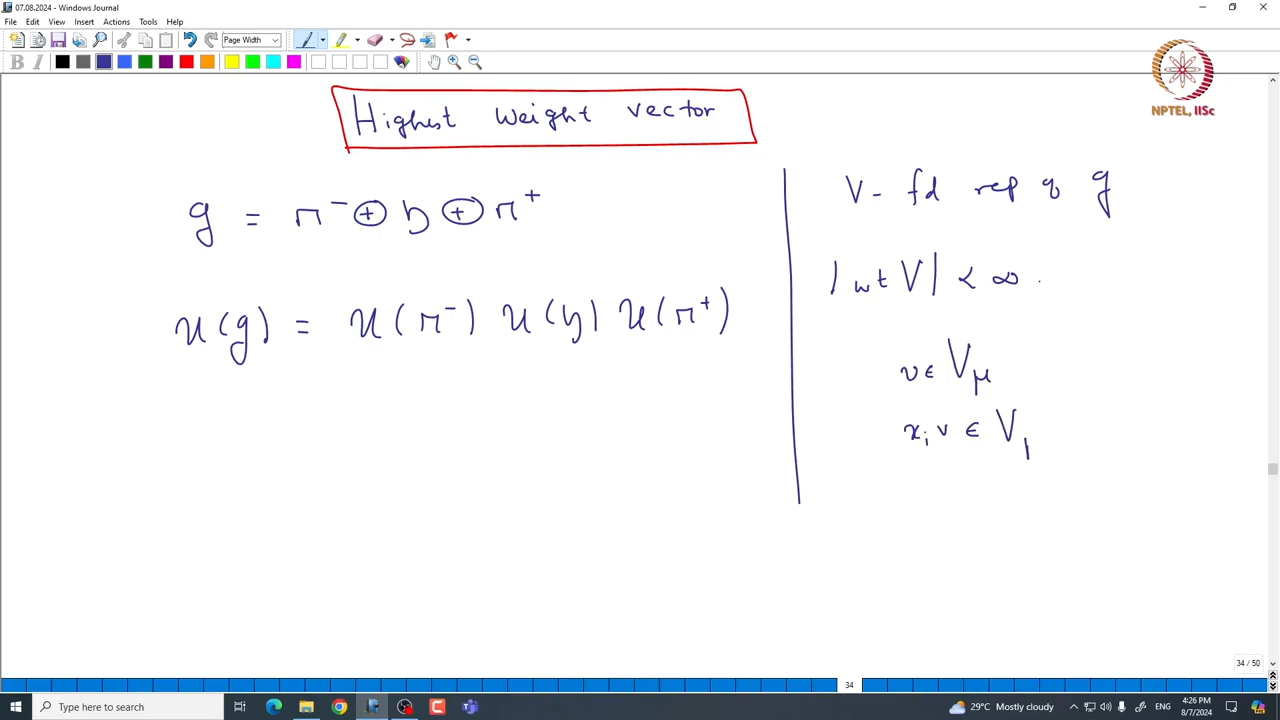 07.08.2024 - Windows Journal
File Edit View Insert Actions Tools Help
Page Width
B I
NPTEL, IISc
Highest weight vector
g = n⁻ ⊕ h ⊕ n⁺
U(g) = U(n⁻) U(h) U(n⁺)
V - fd rep of g
|wt V| < ∞ .
v ∈ V_μ
x_i v ∈ V
34 / 50
34
Type here to search
29°C Mostly cloudy
4:26 PM
8/7/2024